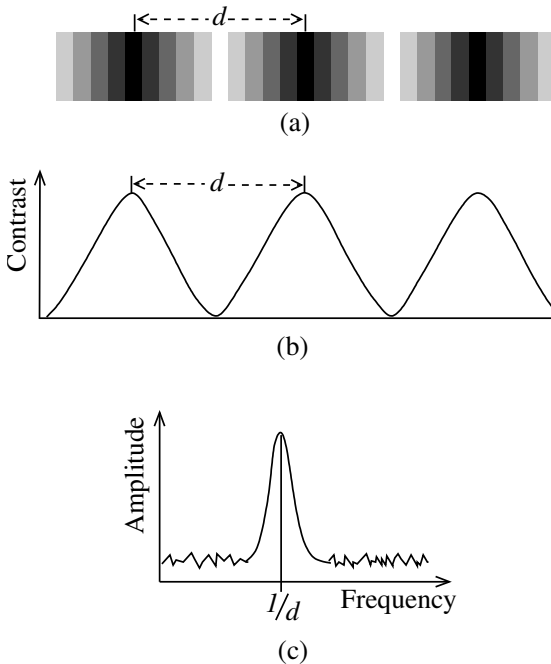 d
(a)
d
Contrast
(b)
Amplitude
1/d
Frequency
(c)